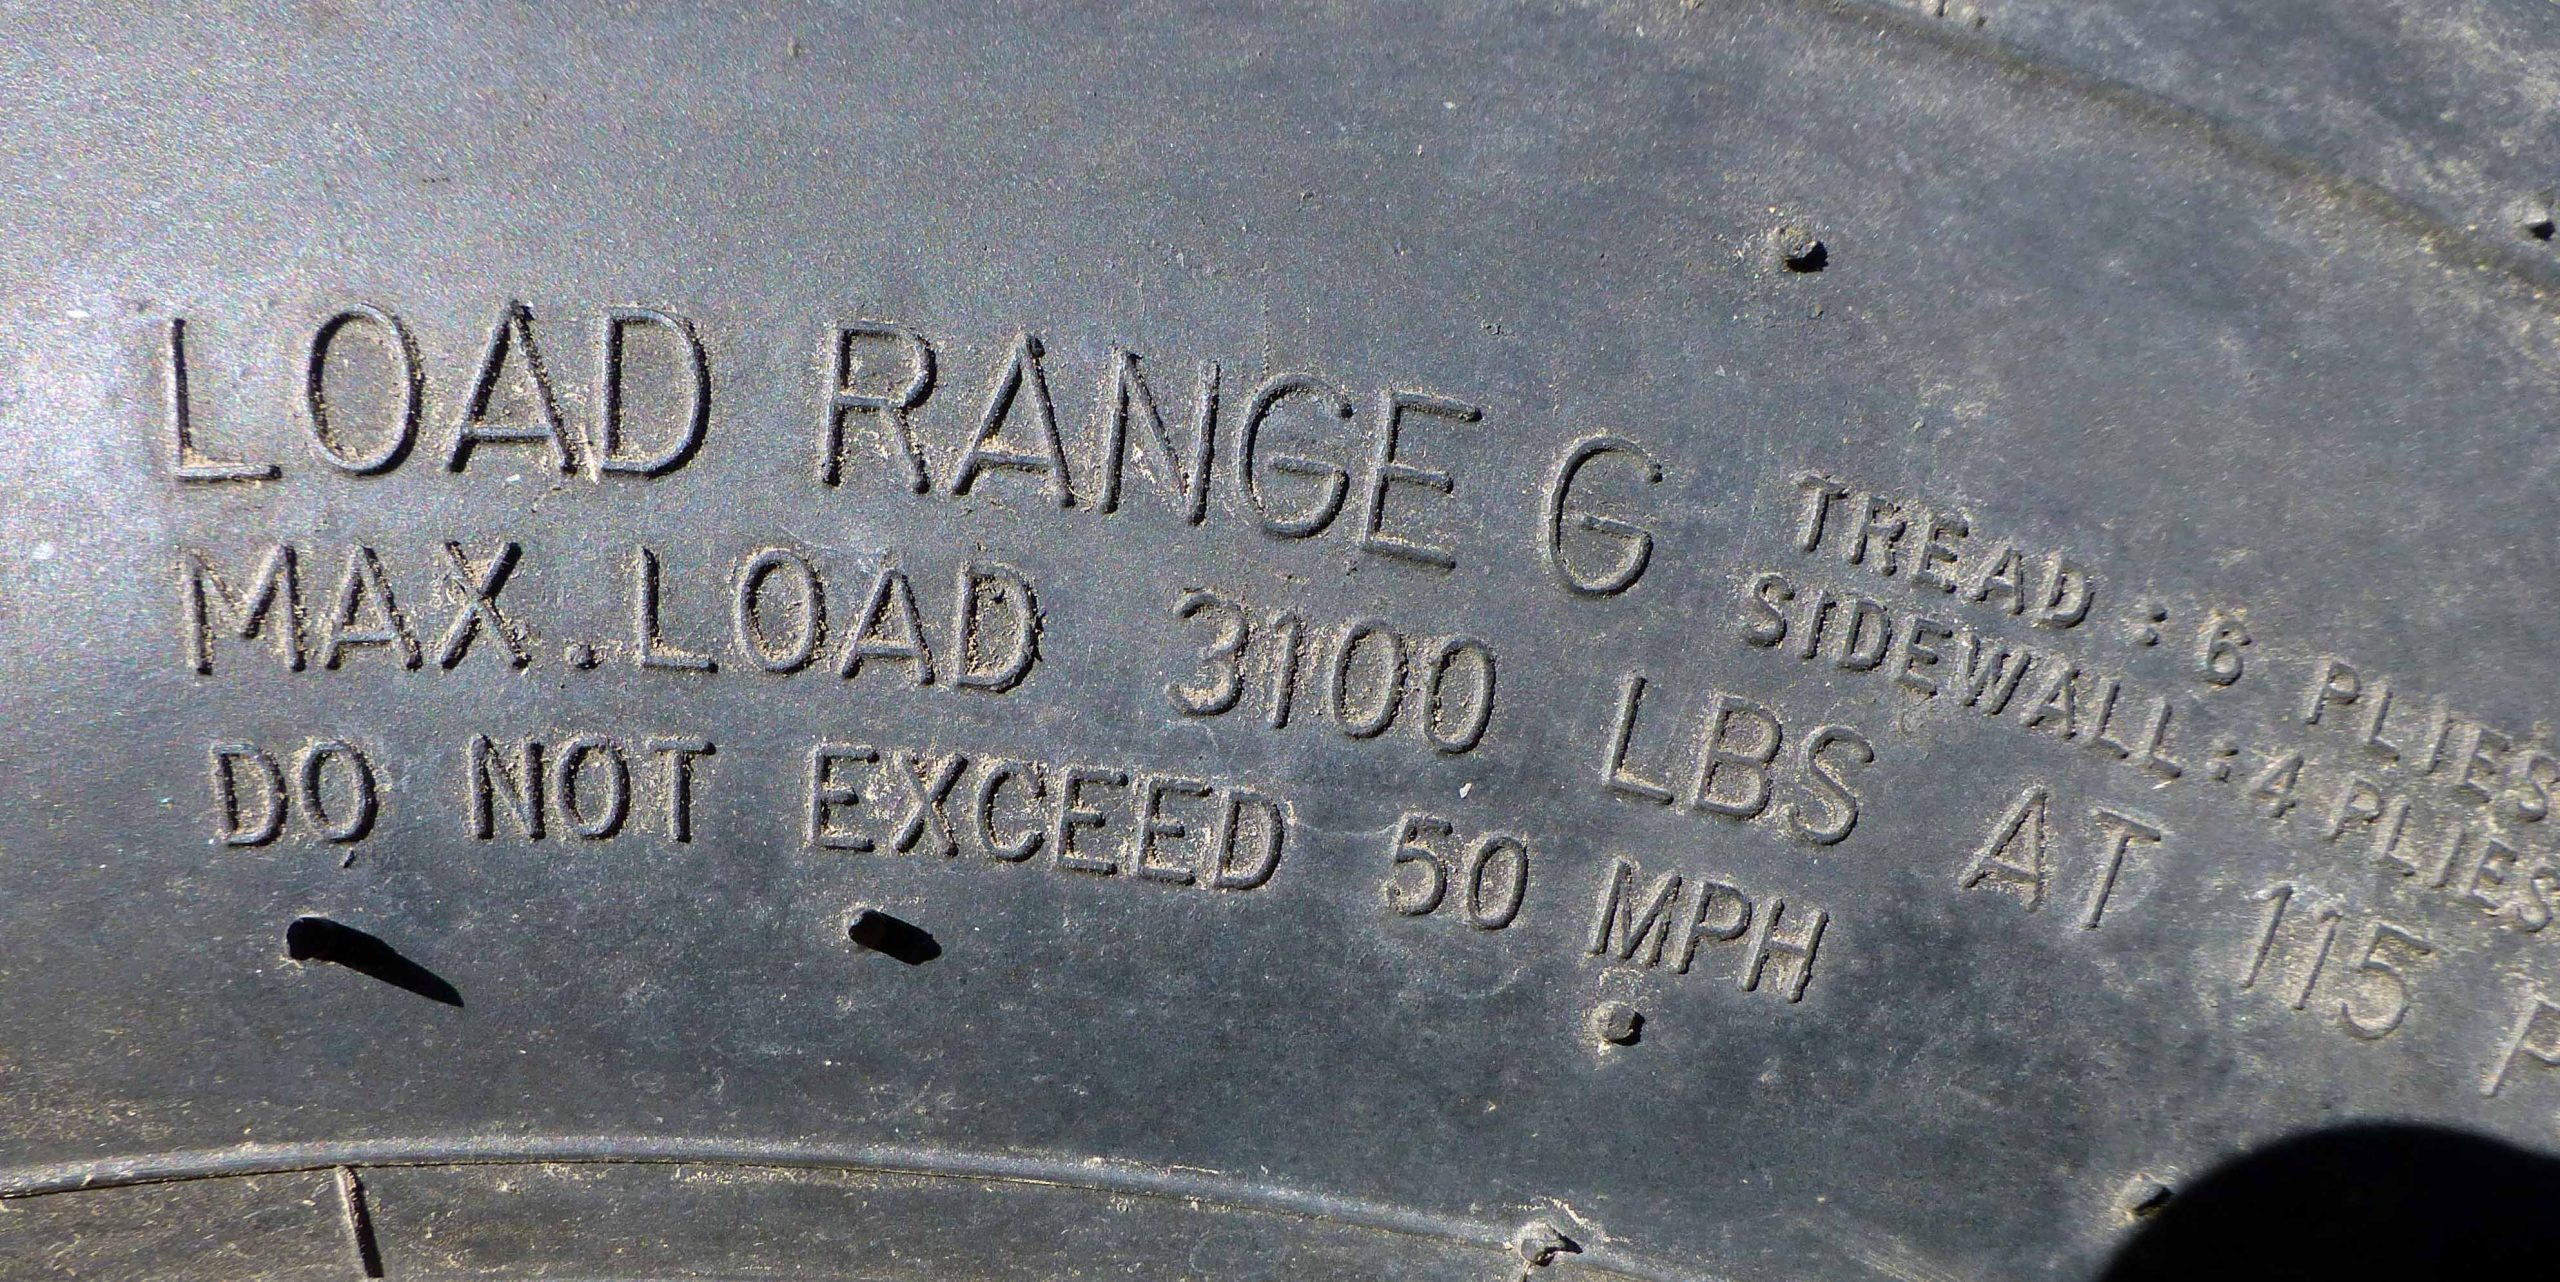 LOAD RANGE G
MAX.LOAD 3100 LBS AT 115 P
DO NOT EXCEED 50 MPH
TREAD : 6 PLIES
SIDEWALL : 4 PLIES